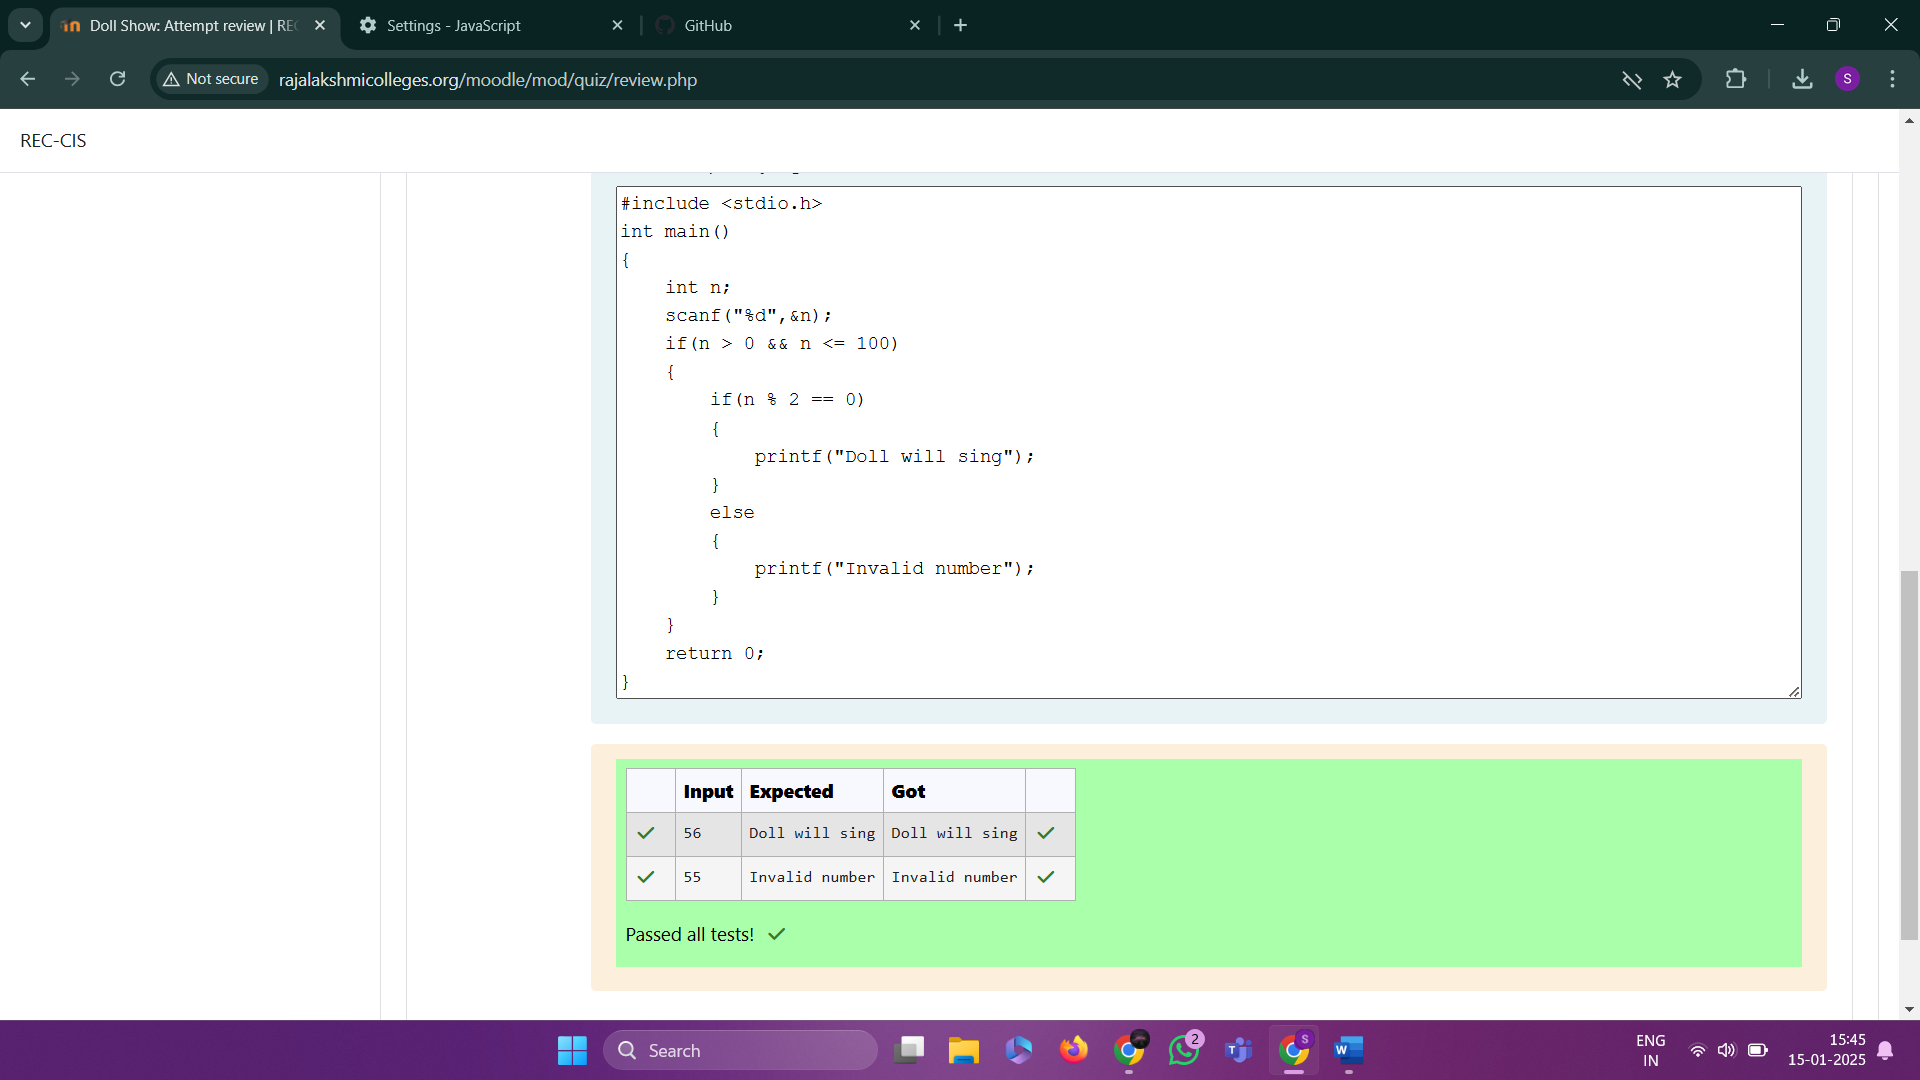 Doll Show: Attempt review | REC
Settings - JavaScript
GitHub
Not secure
rajalakshmicolleges.org/moodle/mod/quiz/review.php
S
REC-CIS
#include <stdio.h>
int main()
{
    int n;
    scanf("%d",&n);
    if(n > 0 && n <= 100)
    {
        if(n % 2 == 0)
        {
            printf("Doll will sing");
        }
        else
        {
            printf("Invalid number");
        }
    }
    return 0;
}
Input Expected Got
56 Doll will sing Doll will sing
55 Invalid number Invalid number
Passed all tests!
Search
2
T
S
W
ENG
IN
15:45
15-01-2025